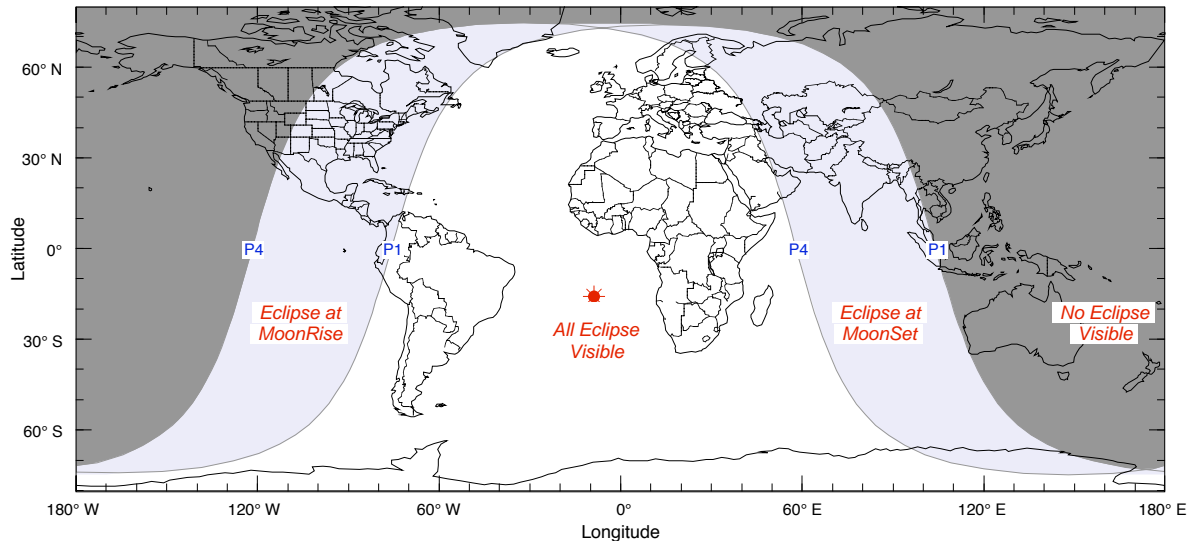 60° N
30° N
0°
30° S
60° S
Latitude
P4
P1
P4
P1
Eclipse at
MoonRise
All Eclipse
Visible
Eclipse at
MoonSet
No Eclipse
Visible
180° W
120° W
60° W
0°
60° E
120° E
180° E
Longitude